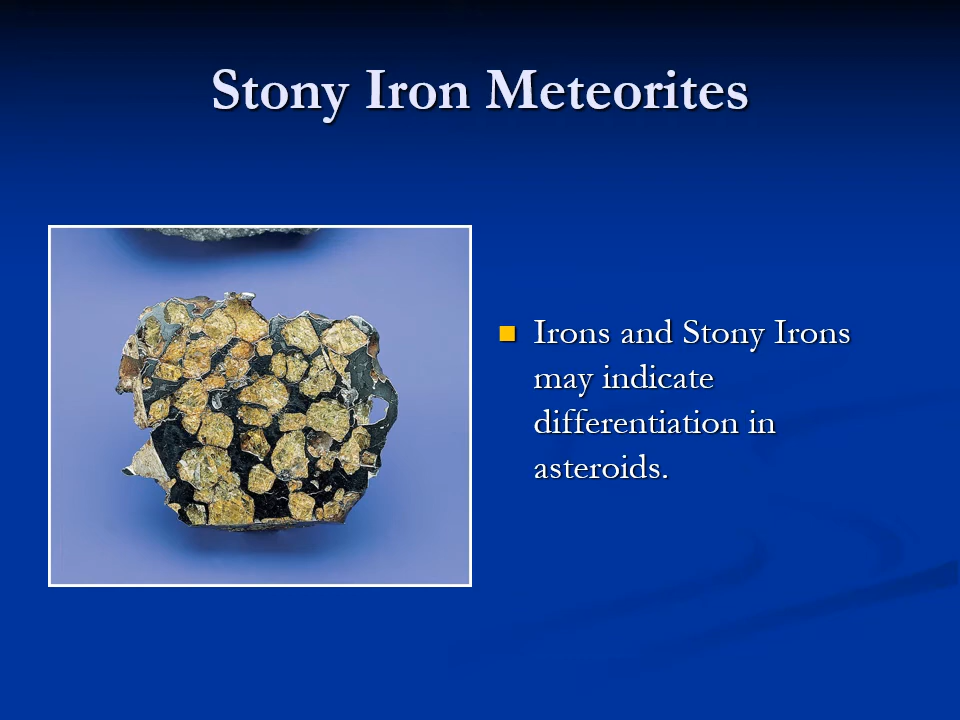 Stony Iron Meteorites
Irons and Stony Irons
may indicate
differentiation in
asteroids.